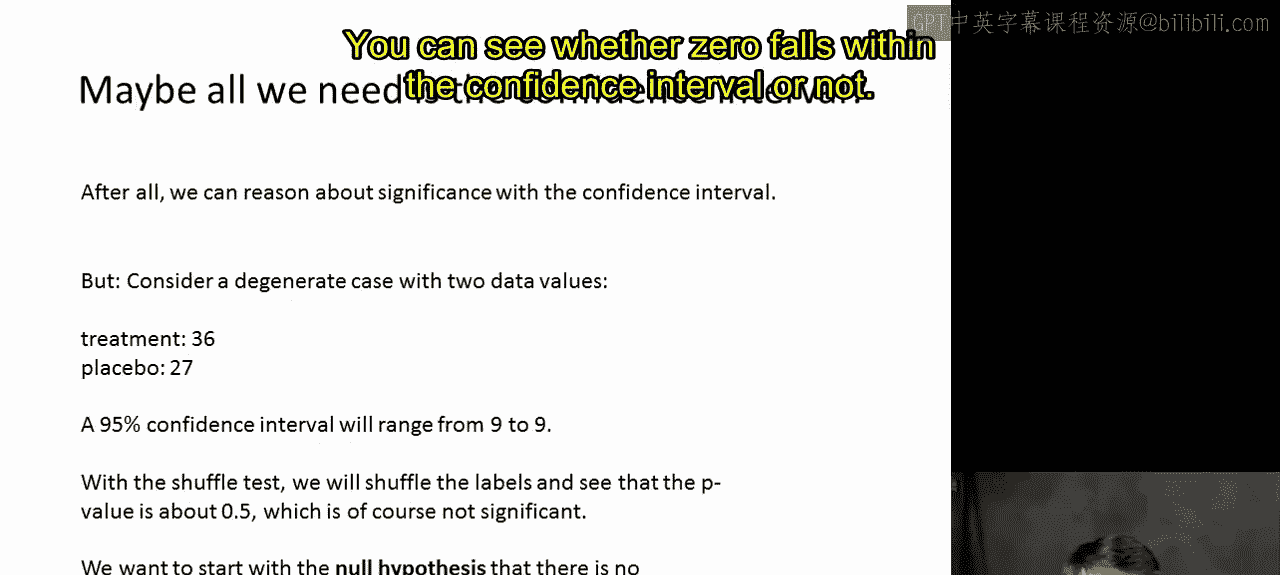 GPT中英字幕课程资源@bilibili.com
You can see whether zero falls within
the confidence interval or not.
Maybe all we need
After all, we can reason about significance with the confidence interval.
But: Consider a degenerate case with two data values:
treatment: 36
placebo: 27
A 95% confidence interval will range from 9 to 9.
With the shuffle test, we will shuffle the labels and see that the p-
value is about 0.5, which is of course not significant.
We want to start with the null hypothesis that there is no